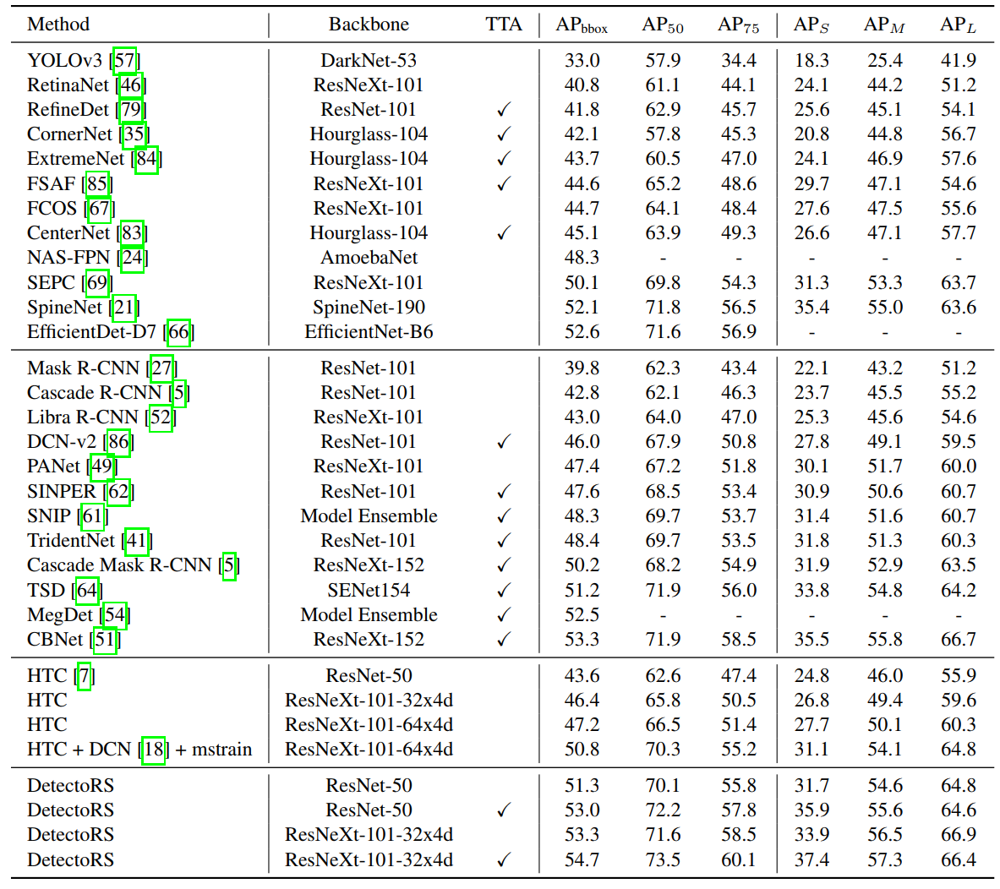 Method Backbone TTA APbbox AP50 AP75 APS APM APL
YOLOv3 [57] DarkNet-53 33.0 57.9 34.4 18.3 25.4 41.9
RetinaNet [46] ResNeXt-101 40.8 61.1 44.1 24.1 44.2 51.2
RefineDet [79] ResNet-101 ✓ 41.8 62.9 45.7 25.6 45.1 54.1
CornerNet [35] Hourglass-104 ✓ 42.1 57.8 45.3 20.8 44.8 56.7
ExtremeNet [84] Hourglass-104 ✓ 43.7 60.5 47.0 24.1 46.9 57.6
FSAF [85] ResNeXt-101 ✓ 44.6 65.2 48.6 29.7 47.1 54.6
FCOS [67] ResNeXt-101 44.7 64.1 48.4 27.6 47.5 55.6
CenterNet [83] Hourglass-104 ✓ 45.1 63.9 49.3 26.6 47.1 57.7
NAS-FPN [24] AmoebaNet 48.3 - - - - -
SEPC [69] ResNeXt-101 50.1 69.8 54.3 31.3 53.3 63.7
SpineNet [21] SpineNet-190 52.1 71.8 56.5 35.4 55.0 63.6
EfficientDet-D7 [66] EfficientNet-B6 52.6 71.6 56.9 - - -
Mask R-CNN [27] ResNet-101 39.8 62.3 43.4 22.1 43.2 51.2
Cascade R-CNN [5] ResNet-101 42.8 62.1 46.3 23.7 45.5 55.2
Libra R-CNN [52] ResNeXt-101 43.0 64.0 47.0 25.3 45.6 54.6
DCN-v2 [86] ResNet-101 ✓ 46.0 67.9 50.8 27.8 49.1 59.5
PANet [49] ResNeXt-101 47.4 67.2 51.8 30.1 51.7 60.0
SINPER [62] ResNet-101 ✓ 47.6 68.5 53.4 30.9 50.6 60.7
SNIP [61] Model Ensemble ✓ 48.3 69.7 53.7 31.4 51.6 60.7
TridentNet [41] ResNet-101 ✓ 48.4 69.7 53.5 31.8 51.3 60.3
Cascade Mask R-CNN [5] ResNeXt-152 ✓ 50.2 68.2 54.9 31.9 52.9 63.5
TSD [64] SENet154 ✓ 51.2 71.9 56.0 33.8 54.8 64.2
MegDet [54] Model Ensemble ✓ 52.5 - - - - -
CBNet [51] ResNeXt-152 ✓ 53.3 71.9 58.5 35.5 55.8 66.7
HTC [7] ResNet-50 43.6 62.6 47.4 24.8 46.0 55.9
HTC ResNeXt-101-32x4d 46.4 65.8 50.5 26.8 49.4 59.6
HTC ResNeXt-101-64x4d 47.2 66.5 51.4 27.7 50.1 60.3
HTC + DCN [18] + mstrain ResNeXt-101-64x4d 50.8 70.3 55.2 31.1 54.1 64.8
DetectoRS ResNet-50 51.3 70.1 55.8 31.7 54.6 64.8
DetectoRS ResNet-50 ✓ 53.0 72.2 57.8 35.9 55.6 64.6
DetectoRS ResNeXt-101-32x4d 53.3 71.6 58.5 33.9 56.5 66.9
DetectoRS ResNeXt-101-32x4d ✓ 54.7 73.5 60.1 37.4 57.3 66.4